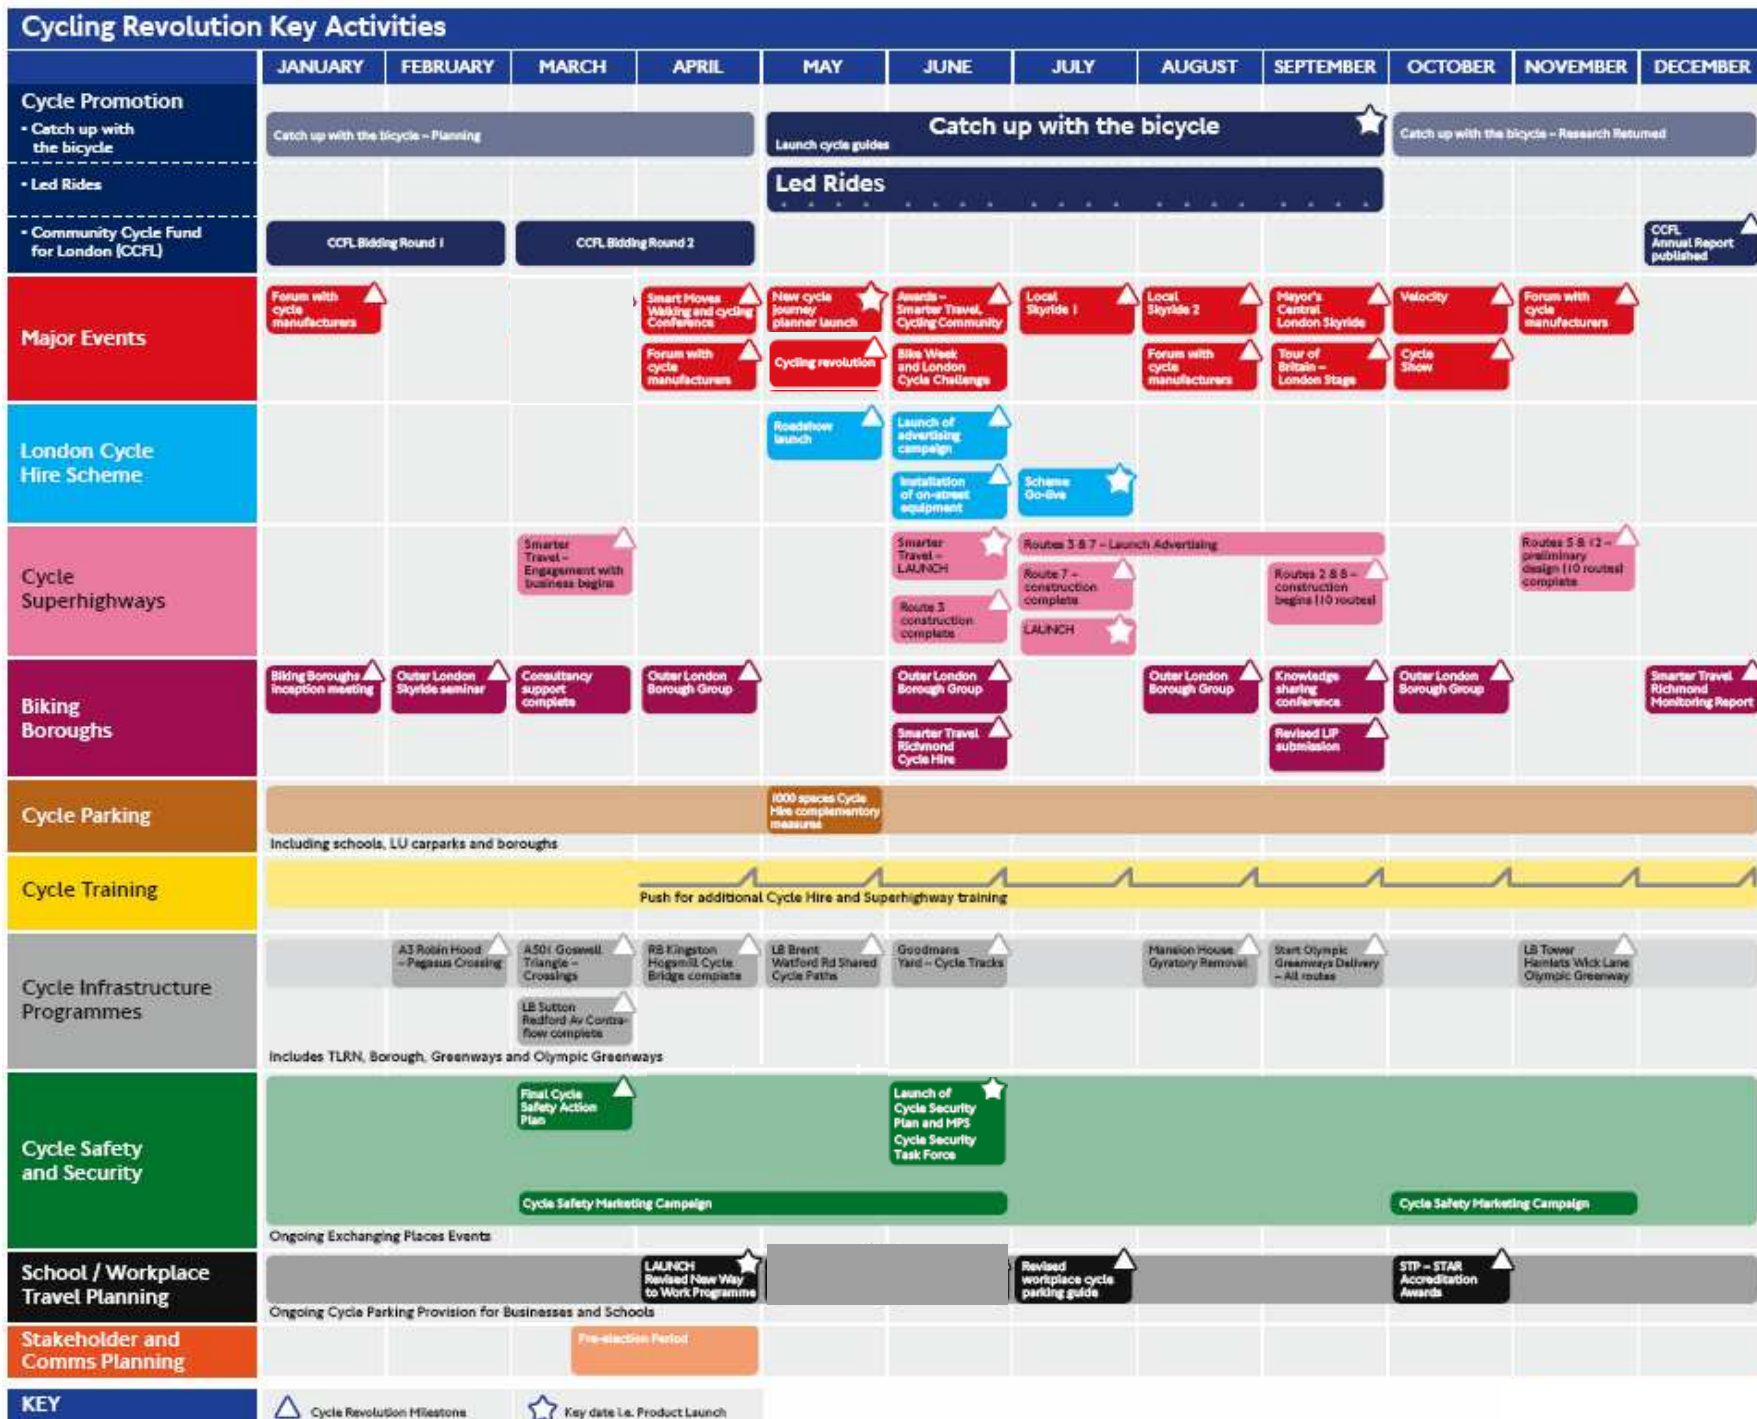 Cycling Revolution Key Activities
JANUARY FEBRUARY MARCH APRIL MAY JUNE JULY AUGUST SEPTEMBER OCTOBER NOVEMBER DECEMBER
Cycle Promotion
• Catch up with
the bicycle
Catch up with the bicycle – Planning
Catch up with the bicycle
Launch cycle guides
Catch up with the bicycle – Research Returned
• Led Rides
Led Rides
• Community Cycle Fund
for London (CCFL)
CCFL Bidding Round 1
CCFL Bidding Round 2
CCFL
Annual Report
published
Major Events
Forum with
cycle
manufacturers
Smart Moves
Walking and cycling
Conference
Forum with
cycle
manufacturers
New cycle
journey
planner launch
Cycling revolution
Awards –
Smarter Travel,
Cycling Community
Bike Week
and London
Cycle Challenge
Local
Skyride 1
Local
Skyride 2
Forum with
cycle
manufacturers
Mayor's
Central
London Skyride
Tour of
Britain –
London Stage
Velocity
Cycle
Show
Forum with
cycle
manufacturers
London Cycle
Hire Scheme
Roadshow
launch
Launch of
advertising
campaign
Installation
of on-street
equipment
Scheme
Go-live
Cycle
Superhighways
Smarter
Travel –
Engagement with
business begins
Smarter
Travel –
LAUNCH
Route 3
construction
complete
Routes 3 & 7 – Launch Advertising
Route 7 –
construction
complete
LAUNCH
Routes 2 & 8 –
construction
begins (10 routes)
Routes 5 & 12 –
preliminary
design (10 routes)
complete
Biking
Boroughs
Biking Boroughs
inception meeting
Outer London
Skyride seminar
Consultancy
support
complete
Outer London
Borough Group
Outer London
Borough Group
Smarter Travel
Richmond
Cycle Hire
Outer London
Borough Group
Knowledge
sharing
conference
Revised LIP
submission
Outer London
Borough Group
Smarter Travel
Richmond
Monitoring Report
Cycle Parking
1000 spaces Cycle
Hire complementory
measures
Including schools, LU carparks and boroughs
Cycle Training
Push for additional Cycle Hire and Superhighway training
Cycle Infrastructure
Programmes
A3 Robin Hood
– Pegasus Crossing
A501 Goswell
Triangle –
Crossings
LB Sutton
Redford Av Contra-
flow complete
RB Kingston
Hogsmill Cycle
Bridge complete
LB Brent
Watford Rd Shared
Cycle Paths
Goodmans
Yard – Cycle Tracks
Mansion House
Gyratory Removal
Start Olympic
Greenways Delivery
– All routes
LB Tower
Hamlets Wick Lane
Olympic Greenway
Includes TLRN, Borough, Greenways and Olympic Greenways
Cycle Safety
and Security
Final Cycle
Safety Action
Plan
Launch of
Cycle Security
Plan and MPS
Cycle Security
Task Force
Cycle Safety Marketing Campaign
Cycle Safety Marketing Campaign
Ongoing Exchanging Places Events
School / Workplace
Travel Planning
LAUNCH
Revised New Way
to Work Programme
Revised
workplace cycle
parking guide
STP – STAR
Accreditation
Awards
Ongoing Cycle Parking Provision for Businesses and Schools
Stakeholder and
Comms Planning
Pre-election Period
KEY
Cycle Revolution Milestone
Key date i.e. Product Launch